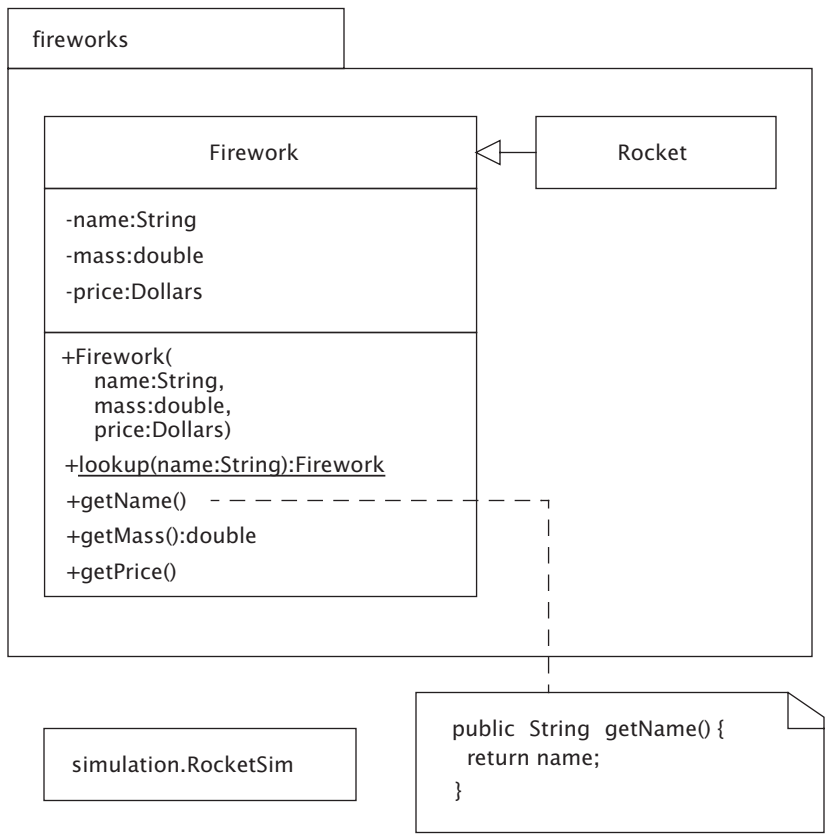 fireworks
Firework
Rocket
-name:String
-mass:double
-price:Dollars
+Firework(
name:String,
mass:double,
price:Dollars)
+lookup(name:String):Firework
+getName()
+getMass():double
+getPrice()
simulation.RocketSim
public String getName() {
return name;
}